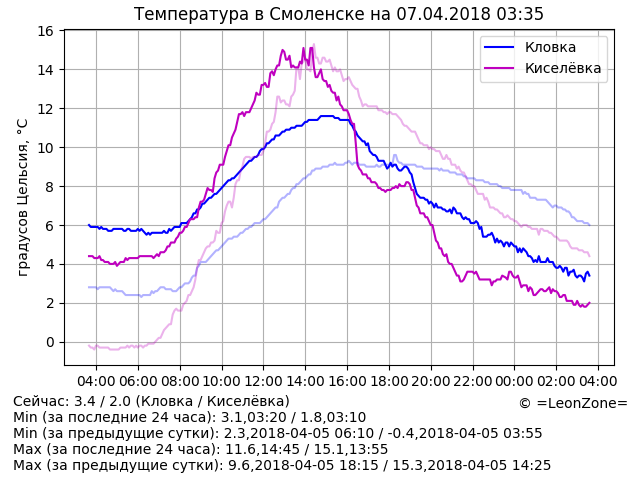 Температура в Смоленске на 07.04.2018 03:35
градусов Цельсия, °C
16
14
12
10
8
6
4
2
0
Кловка
Киселёвка
04:00 06:00 08:00 10:00 12:00 14:00 16:00 18:00 20:00 22:00 00:00 02:00 04:00
Сейчас: 3.4 / 2.0 (Кловка / Киселёвка)
© =LeonZone=
Min (за последние 24 часа): 3.1,03:20 / 1.8,03:10
Min (за предыдущие сутки): 2.3,2018-04-05 06:10 / -0.4,2018-04-05 03:55
Max (за последние 24 часа): 11.6,14:45 / 15.1,13:55
Max (за предыдущие сутки): 9.6,2018-04-05 18:15 / 15.3,2018-04-05 14:25